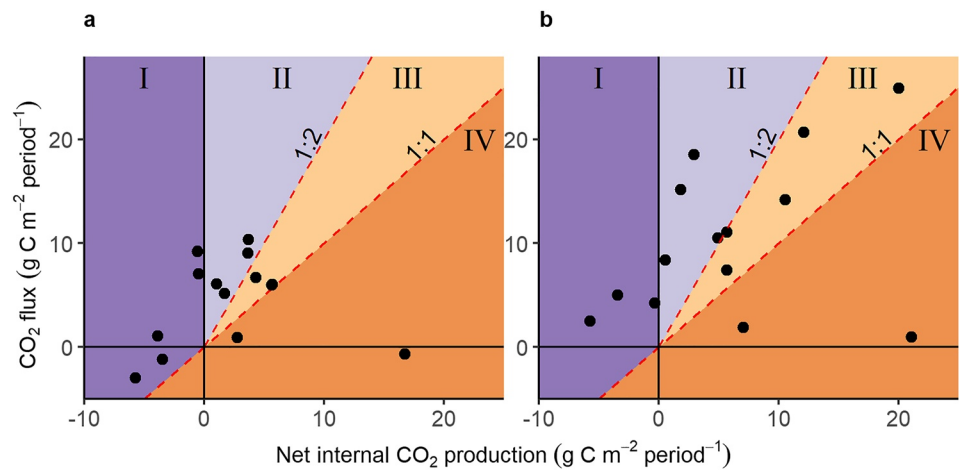 a
b
I
II
III
IV
1:2
1:1
I
II
III
IV
1:2
1:1
CO₂ flux (g C m⁻² period⁻¹)
20
10
0
20
10
0
-10
0
10
20
-10
0
10
20
Net internal CO₂ production (g C m⁻² period⁻¹)